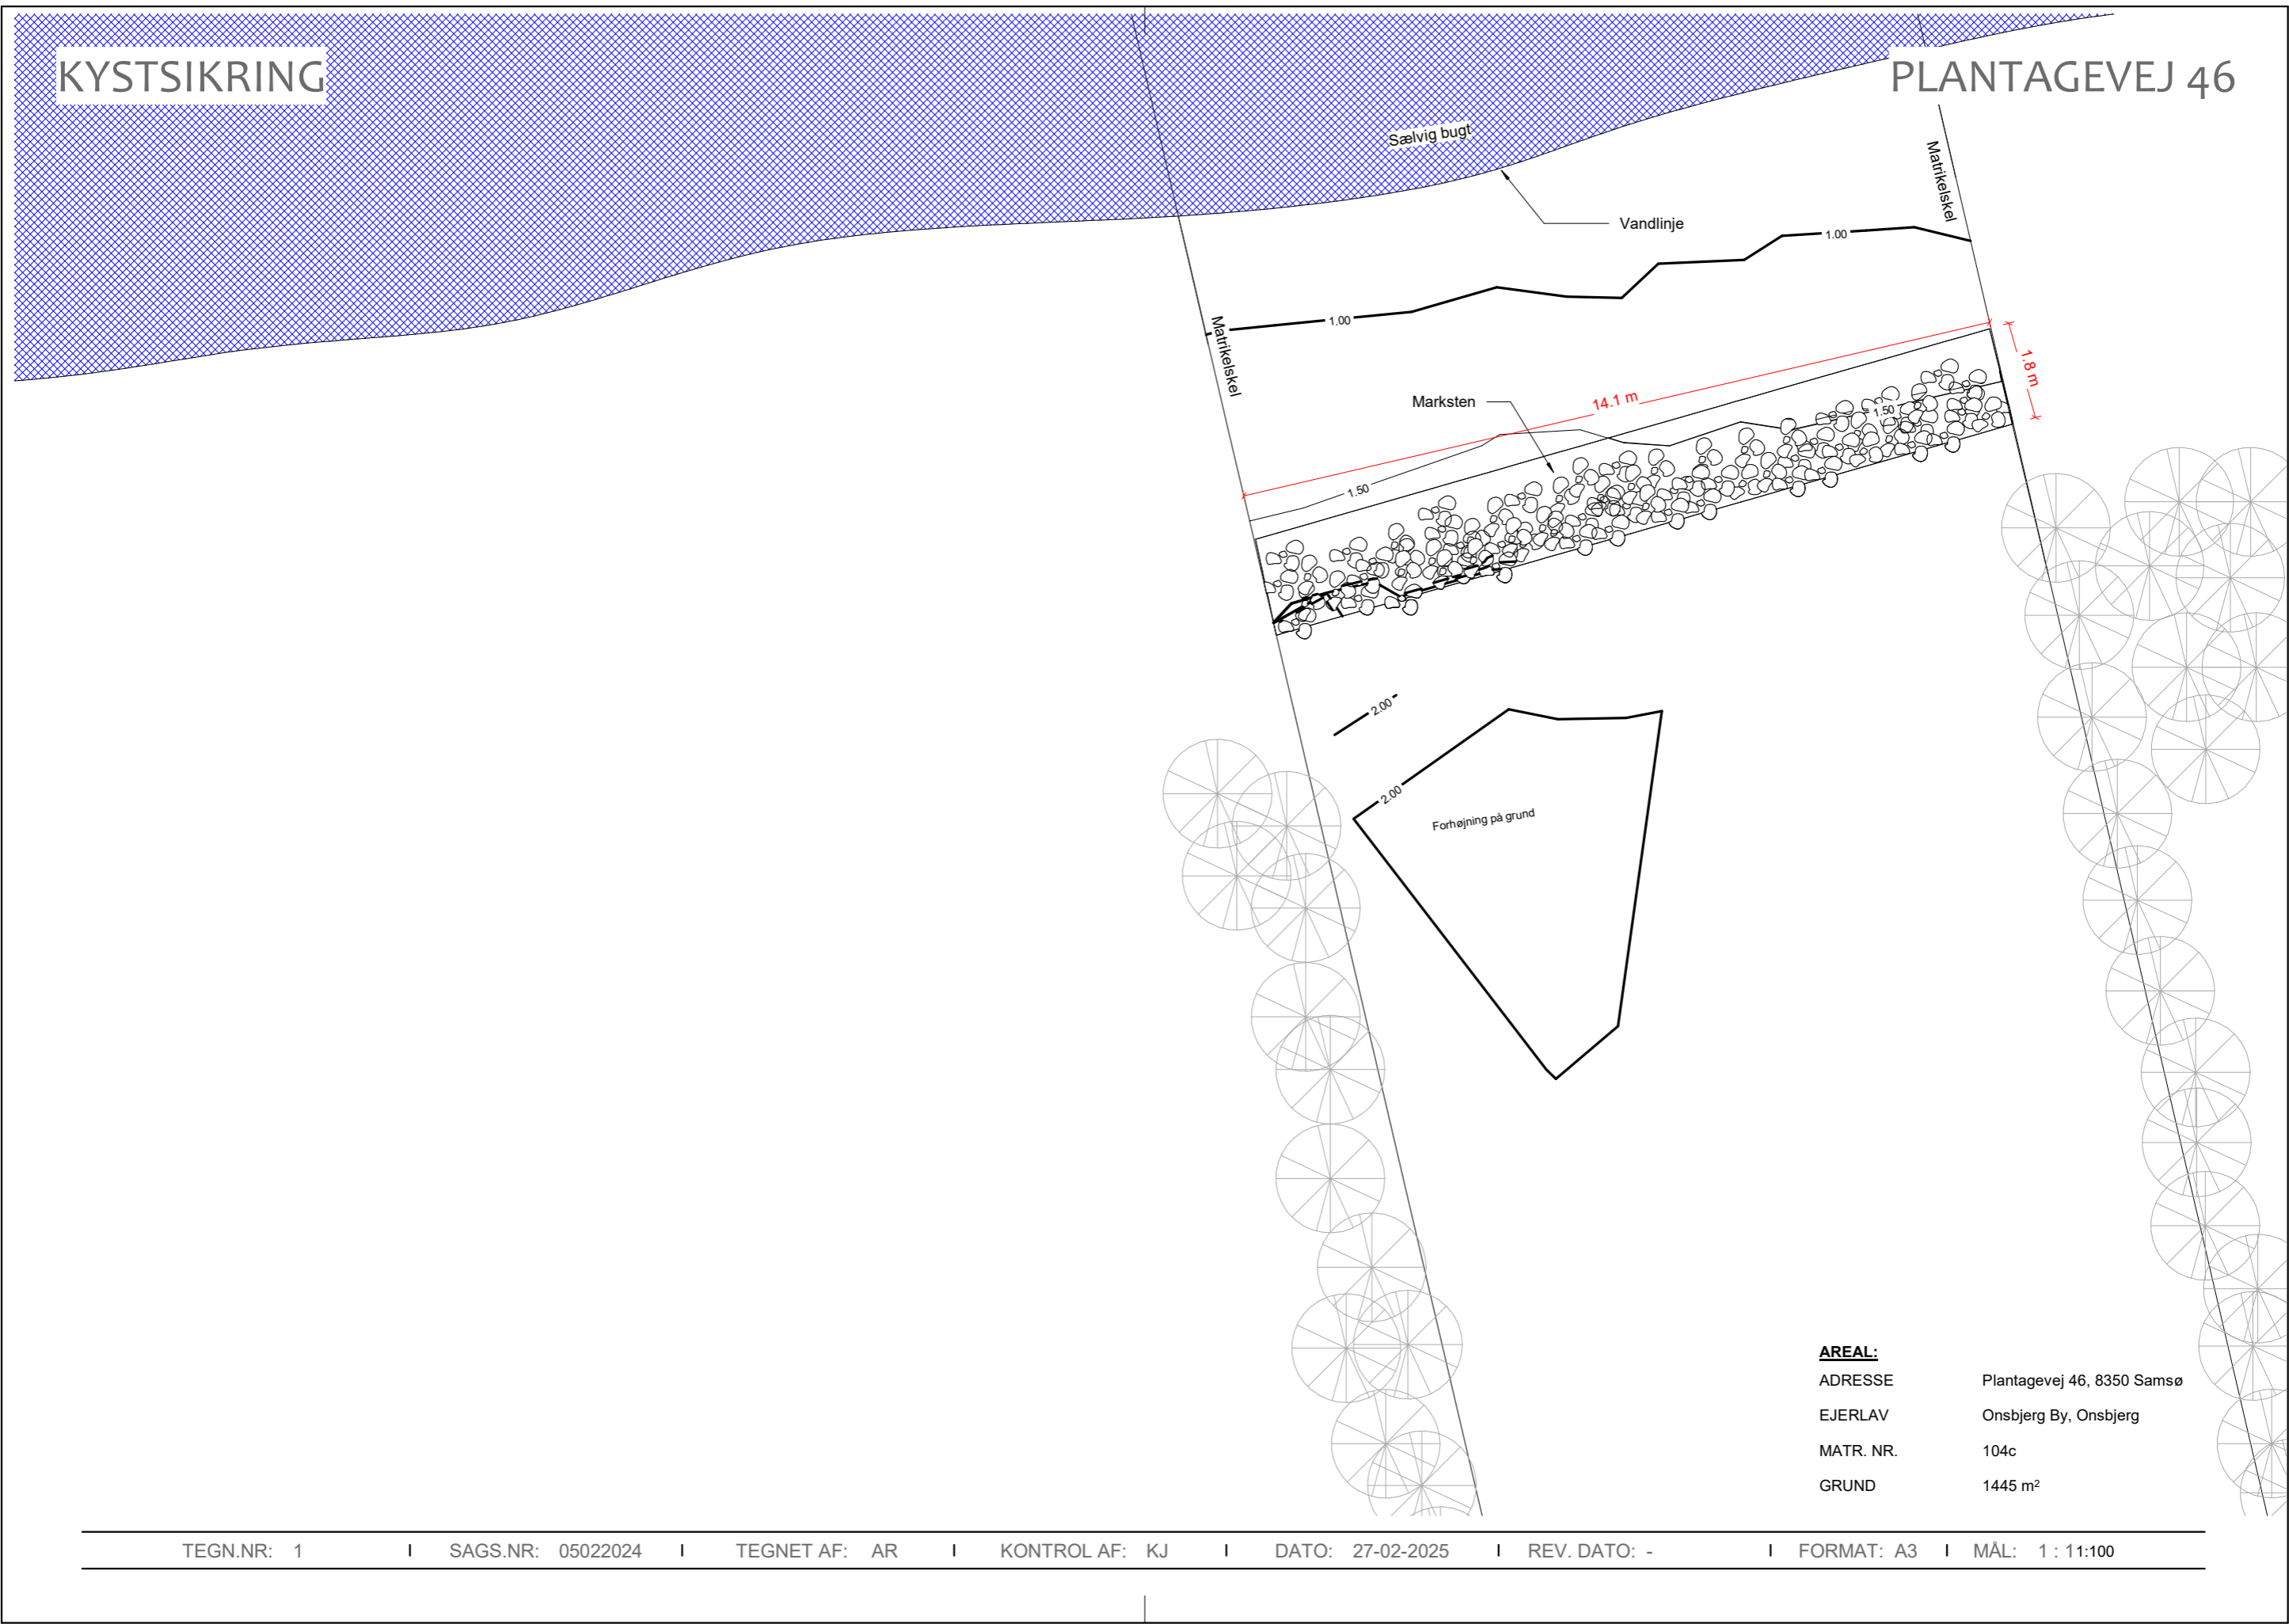 KYSTSIKRING
PLANTAGEVEJ 46
Sælvig bugt
Matrikelskel
Vandlinje
1.00
1.00
Matrikelskel
1.8 m
14.1 m
Marksten
1.50
1.50
2.00
2.00
Forhøjning på grund
AREAL:
ADRESSE Plantagevej 46, 8350 Samsø
EJERLAV Onsbjerg By, Onsbjerg
MATR. NR. 104c
GRUND 1445 m²
TEGN.NR: 1 I SAGS.NR: 05022024 I TEGNET AF: AR I KONTROL AF: KJ I DATO: 27-02-2025 I REV. DATO: - I FORMAT: A3 I MÅL: 1 : 1 1:100